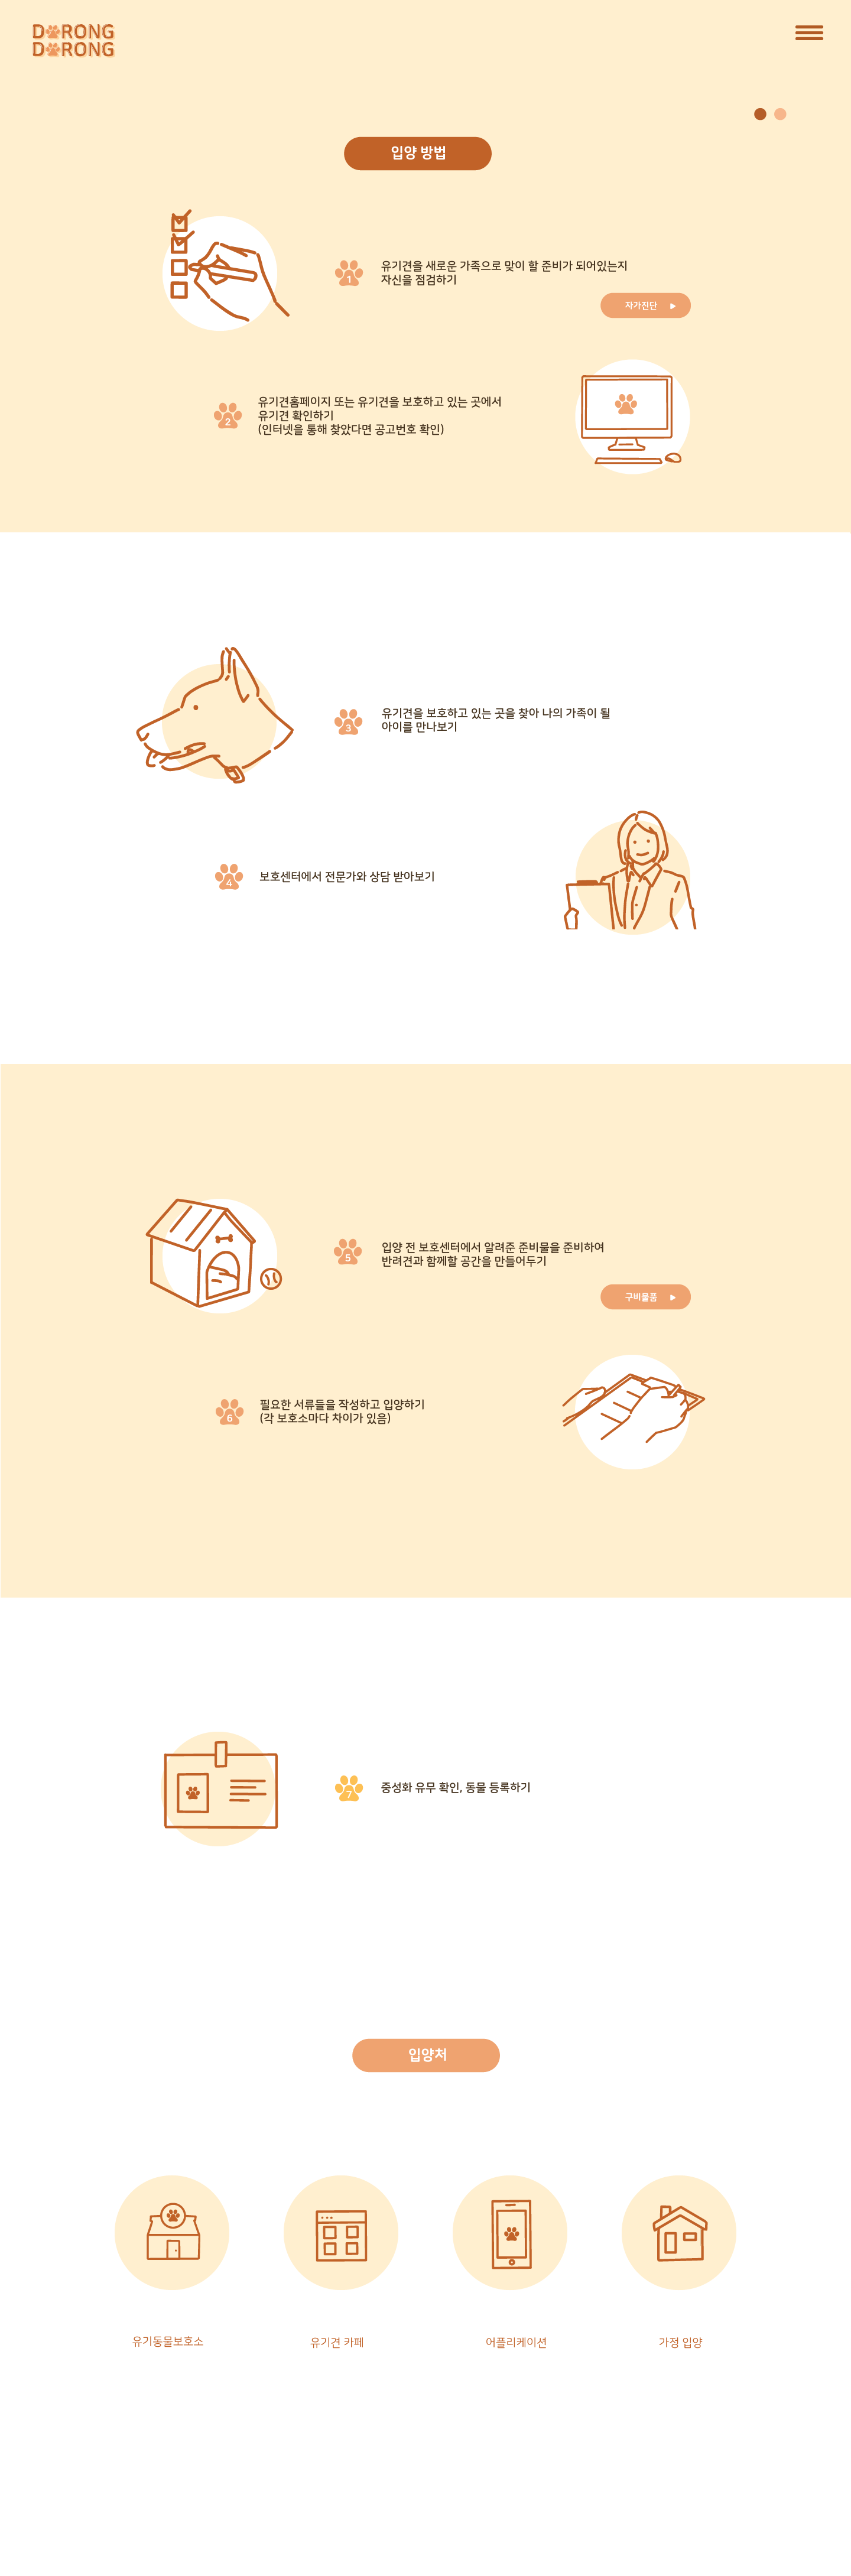 DORONG
DORONG
입양 방법
1
유기견을 새로운 가족으로 맞이 할 준비가 되어있는지
자신을 점검하기
자가진단
2
유기견홈페이지 또는 유기견을 보호하고 있는 곳에서
유기견 확인하기
(인터넷을 통해 찾았다면 공고번호 확인)
3
유기견을 보호하고 있는 곳을 찾아 나의 가족이 될
아이를 만나보기
4
보호센터에서 전문가와 상담 받아보기
5
입양 전 보호센터에서 알려준 준비물을 준비하여
반려견과 함께할 공간을 만들어두기
구비물품
6
필요한 서류들을 작성하고 입양하기
(각 보호소마다 차이가 있음)
7
중성화 유무 확인, 동물 등록하기
입양처
유기동물보호소
유기견 카페
어플리케이션
가정 입양